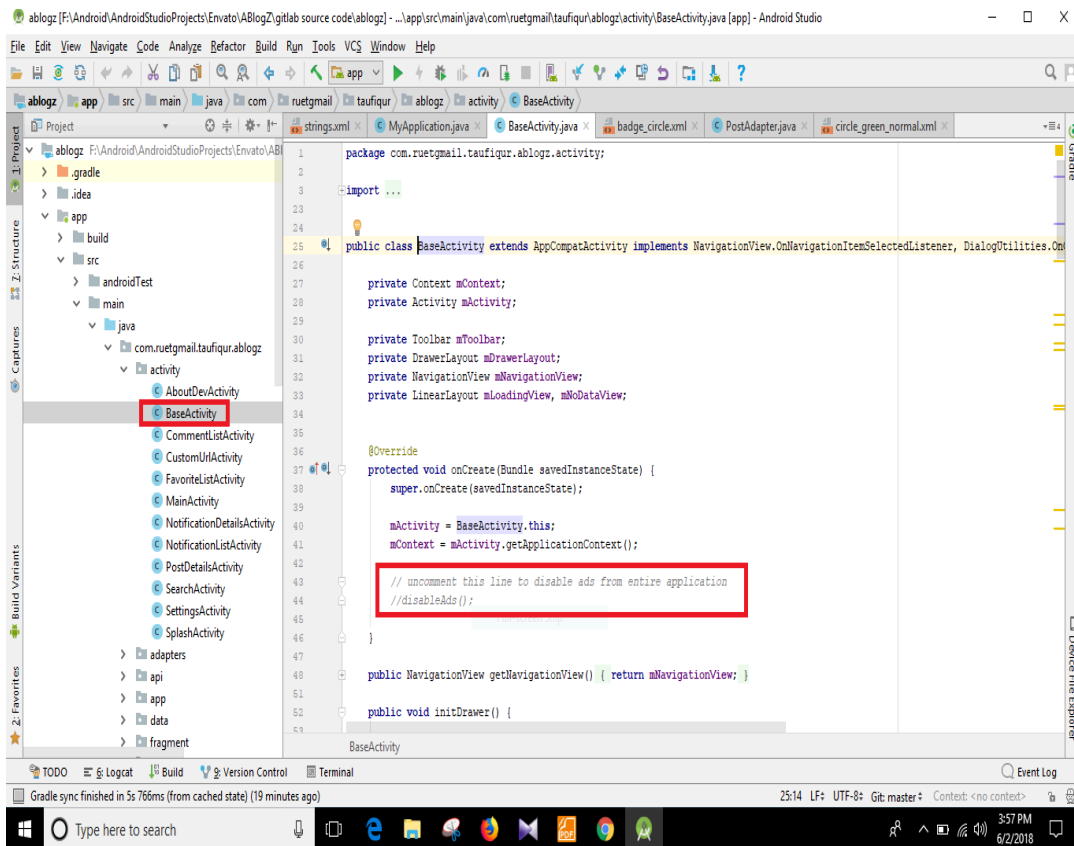 ablogz [F:\Android\AndroidStudioProjects\Envato\ABlogZ\gitlab source code\ablogz] - ...\app\src\main\java\com\ruetgmail\taufiqur\ablogz\activity\BaseActivity.java [app] - Android Studio
File Edit View Navigate Code Analyze Refactor Build Run Tools VCS Window Help
app
ablogz app src main java com ruetgmail taufiqur ablogz activity BaseActivity
Project
strings.xml MyApplication.java BaseActivity.java badge_circle.xml PostAdapter.java circle_green_normal.xml
1: Project
Z: Structure
Captures
Build Variants
2: Favorites
ablogz F:\Android\AndroidStudioProjects\Envato\ABl
.gradle
.idea
app
build
src
androidTest
main
java
com.ruetgmail.taufiqur.ablogz
activity
AboutDevActivity
BaseActivity
CommentListActivity
CustomUrlActivity
FavoriteListActivity
MainActivity
NotificationDetailsActivity
NotificationListActivity
PostDetailsActivity
SearchActivity
SettingsActivity
SplashActivity
adapters
api
app
data
fragment
1 package com.ruetgmail.taufiqur.ablogz.activity;
2
3 import ...
23
24
25 public class BaseActivity extends AppCompatActivity implements NavigationView.OnNavigationItemSelectedListener, DialogUtilities.On
26
27 private Context mContext;
28 private Activity mActivity;
29
30 private Toolbar mToolbar;
31 private DrawerLayout mDrawerLayout;
32 private NavigationView mNavigationView;
33 private LinearLayout mLoadingView, mNoDataView;
34
35
36 @Override
37 protected void onCreate(Bundle savedInstanceState) {
38 super.onCreate(savedInstanceState);
39
40 mActivity = BaseActivity.this;
41 mContext = mActivity.getApplicationContext();
42
43 // uncomment this line to disable ads from entire application
44 //disableAds();
45
46 }
47
48 public NavigationView getNavigationView() { return mNavigationView; }
51
52 public void initDrawer() {
53
BaseActivity
Gradle
Device File Explorer
TODO 6: Logcat Build 9: Version Control Terminal Event Log
Gradle sync finished in 5s 766ms (from cached state) (19 minutes ago) 25:14 LF÷ UTF-8÷ Git: master÷ Context: <no context>
Type here to search
3:57 PM
6/2/2018